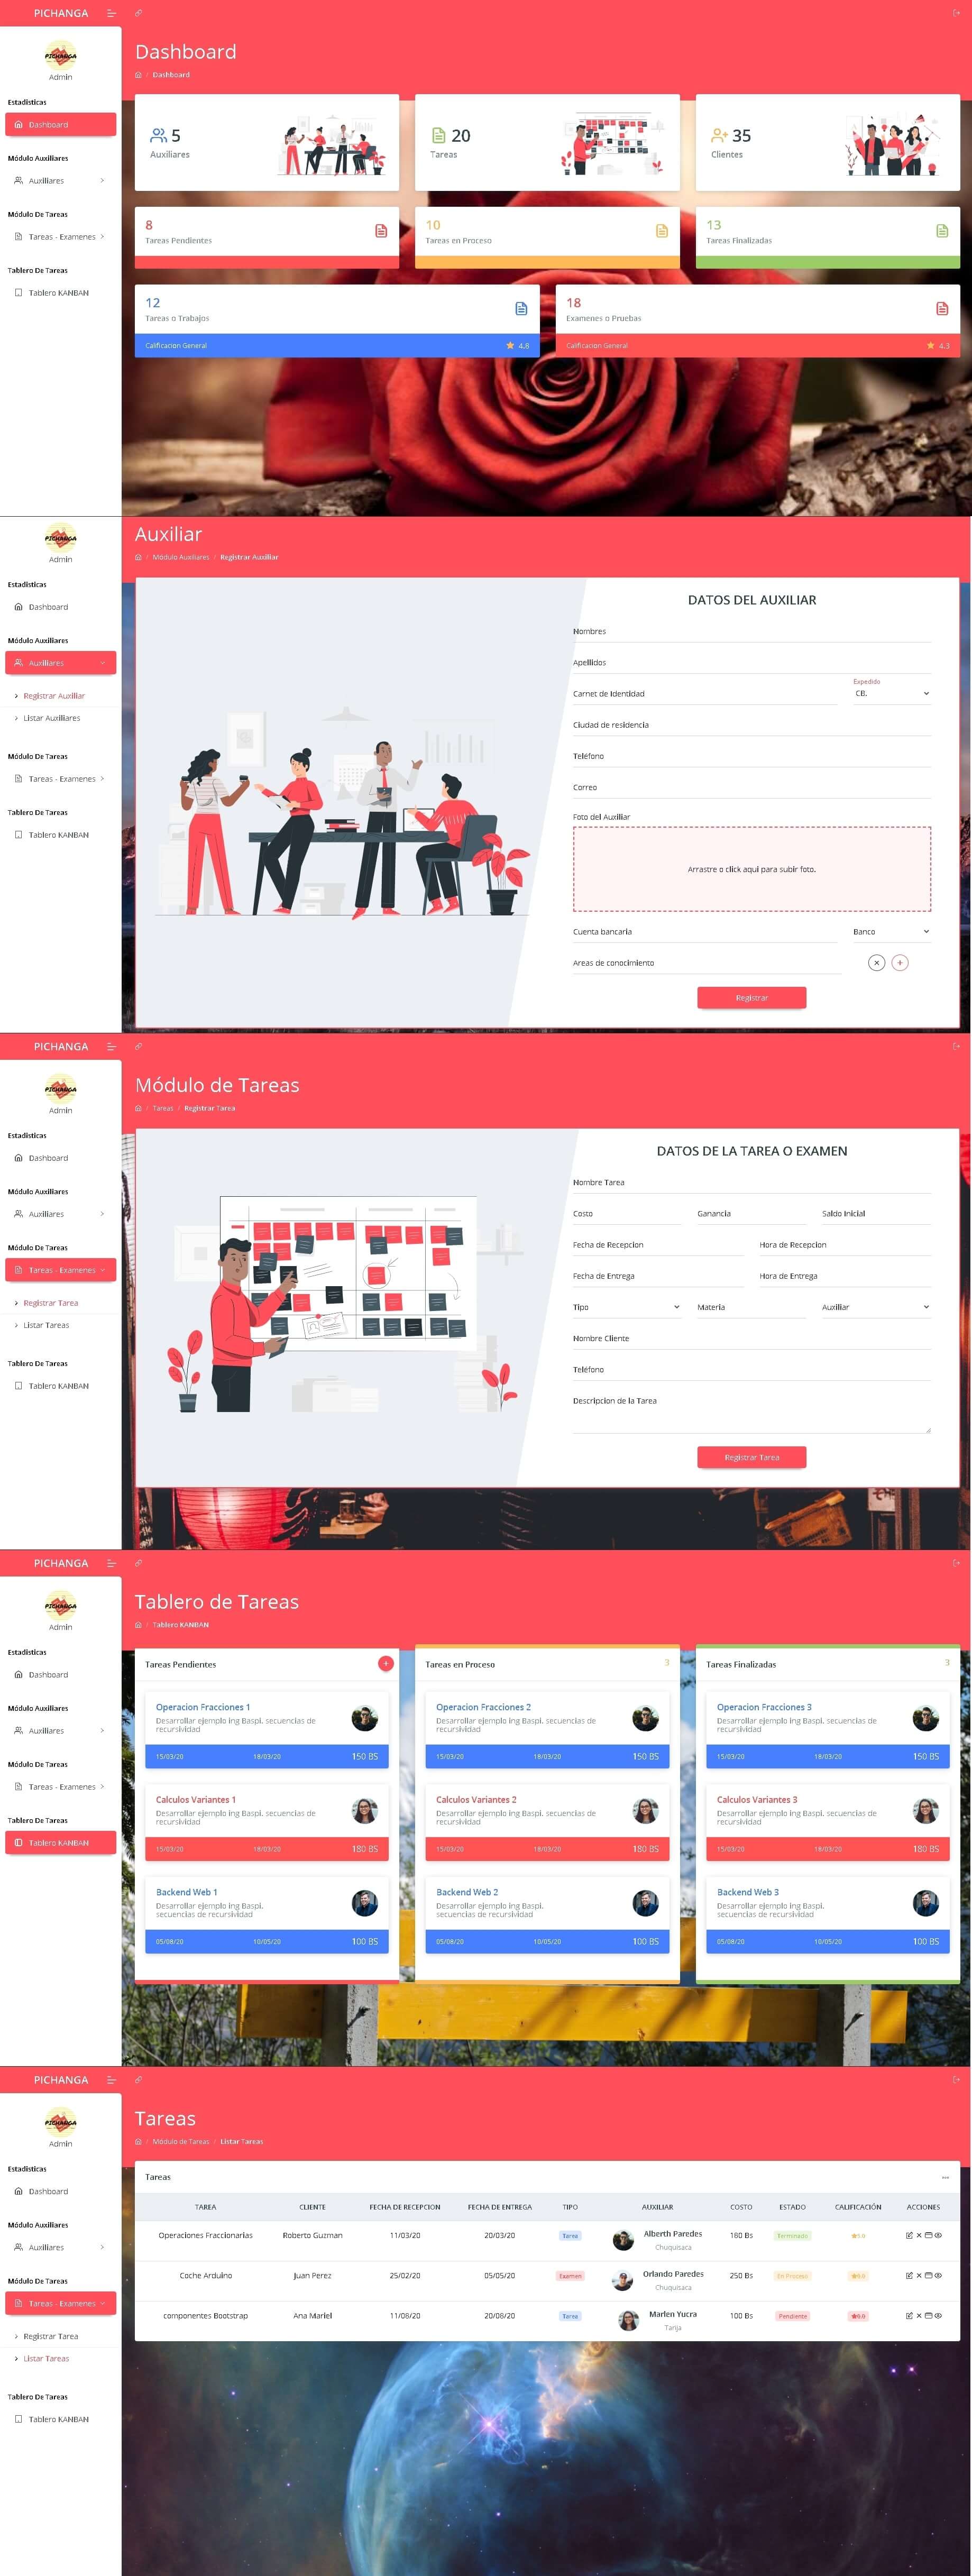 PICHANGA
Dashboard
Dashboard
PICHANGA
Admin
Estadísticas
Dashboard
Módulo Auxiliares
Auxiliares
Módulo De Tareas
Tareas - Examenes
Tablero De Tareas
Tablero KANBAN
5
Auxiliares
20
Tareas
35
Clientes
8
Tareas Pendientes
10
Tareas en Proceso
13
Tareas Finalizadas
12
Tareas o Trabajos
Calificacion General 4.8
18
Examenes o Pruebas
Calificacion General 4.3
PICHANGA
Admin
Estadísticas
Dashboard
Módulo Auxiliares
Auxiliares
Registrar Auxiliar
Listar Auxiliares
Módulo De Tareas
Tareas - Examenes
Tablero De Tareas
Tablero KANBAN
Auxiliar
/ Módulo Auxiliares / Registrar Auxiliar
DATOS DEL AUXILIAR
Nombres
Apelllidos
Carnet de Identidad
Expedido
CB.
Ciudad de residencia
Teléfono
Correo
Foto del Auxiliar
Arrastre o click aqui para subir foto.
Cuenta bancaria Banco
Areas de conocimiento
Registrar
PICHANGA
PICHANGA
Admin
Estadísticas
Dashboard
Módulo Auxiliares
Auxiliares
Módulo De Tareas
Tareas - Examenes
Registrar Tarea
Listar Tareas
Tablero De Tareas
Tablero KANBAN
Módulo de Tareas
/ Tareas / Registrar Tarea
DATOS DE LA TAREA O EXAMEN
Nombre Tarea
Costo Ganancia Saldo Inicial
Fecha de Recepcion Hora de Recepcion
Fecha de Entrega Hora de Entrega
Tipo Materia Auxiliar
Nombre Cliente
Teléfono
Descripcion de la Tarea
Registrar Tarea
PICHANGA
PICHANGA
Admin
Estadísticas
Dashboard
Módulo Auxiliares
Auxiliares
Módulo De Tareas
Tareas - Examenes
Tablero De Tareas
Tablero KANBAN
Tablero de Tareas
/ Tablero KANBAN
Tareas Pendientes
Operacion Fracciones 1
Desarrollar ejemplo ing Baspi. secuencias de
recursividad
15/03/20 18/03/20 150 BS
Calculos Variantes 1
Desarrollar ejemplo ing Baspi. secuencias de
recursividad
15/03/20 18/03/20 180 BS
Backend Web 1
Desarrollar ejemplo ing Baspi.
secuencias de recursividad
05/08/20 10/05/20 100 BS
Tareas en Proceso 3
Operacion Fracciones 2
Desarrollar ejemplo ing Baspi. secuencias de
recursividad
15/03/20 18/03/20 150 BS
Calculos Variantes 2
Desarrollar ejemplo ing Baspi. secuencias de
recursividad
15/03/20 18/03/20 180 BS
Backend Web 2
Desarrollar ejemplo ing Baspi.
secuencias de recursividad
05/08/20 10/05/20 100 BS
Tareas Finalizadas 3
Operacion Fracciones 3
Desarrollar ejemplo ing Baspi. secuencias de
recursividad
15/03/20 18/03/20 150 BS
Calculos Variantes 3
Desarrollar ejemplo ing Baspi. secuencias de
recursividad
15/03/20 18/03/20 180 BS
Backend Web 3
Desarrollar ejemplo ing Baspi.
secuencias de recursividad
05/08/20 10/05/20 100 BS
PICHANGA
PICHANGA
Admin
Estadísticas
Dashboard
Módulo Auxiliares
Auxiliares
Módulo De Tareas
Tareas - Examenes
Registrar Tarea
Listar Tareas
Tablero De Tareas
Tablero KANBAN
Tareas
/ Módulo de Tareas / Listar Tareas
Tareas
TAREA CLIENTE FECHA DE RECEPCION FECHA DE ENTREGA TIPO AUXILIAR COSTO ESTADO CALIFICACIÓN ACCIONES
Operaciones Fraccionarias Roberto Guzman 11/03/20 20/03/20 Tarea Alberth Paredes 180 Bs Terminado
Chuquisaca
Coche Arduino Juan Perez 25/02/20 05/05/20 Examen Orlando Paredes 250 Bs En Proceso
Chuquisaca
componentes Bootstrap Ana Mariel 11/08/20 20/08/20 Tarea Marlen Yucra 100 Bs Pendiente 0.0
Tarija